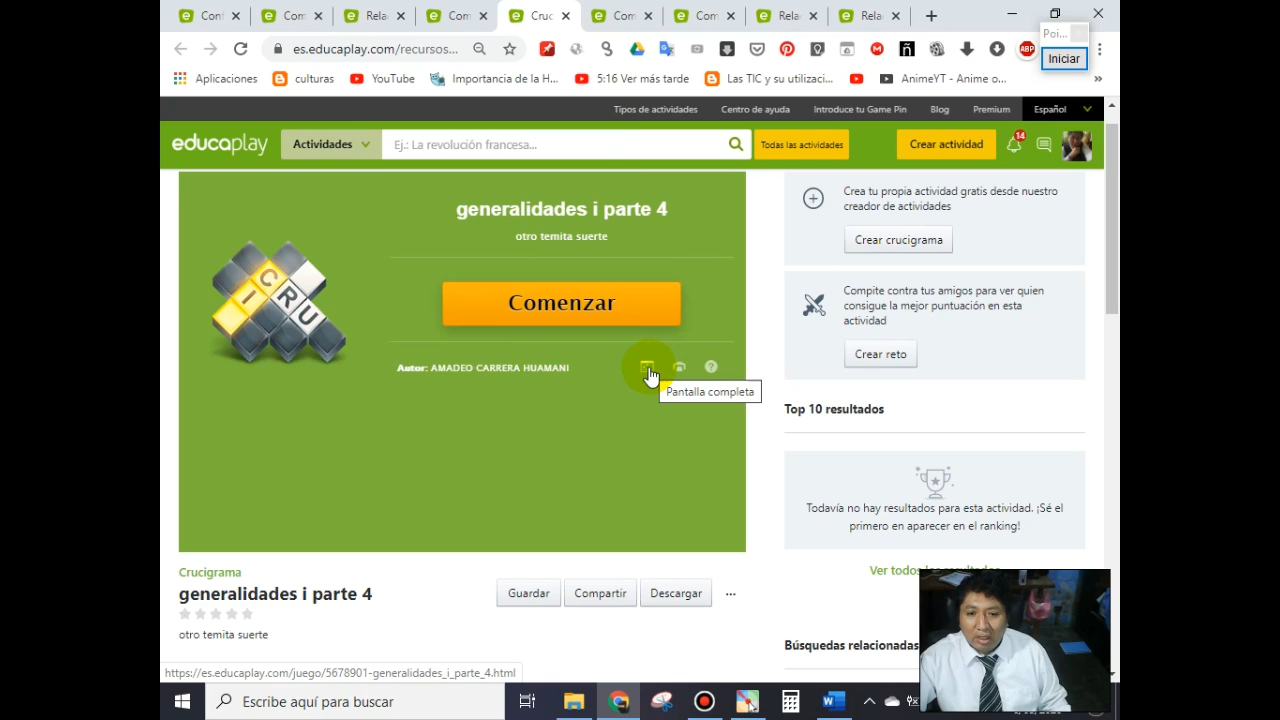 Con
Com
Rela
Com
Cruc
Com
Com
Rela
Rela
es.educaplay.com/recursos...
Poi...
Iniciar
Aplicaciones
culturas
YouTube
Importancia de la H...
5:16 Ver más tarde
Las TIC y su utilizaci...
AnimeYT - Anime o...
»
Tipos de actividades
Centro de ayuda
Introduce tu Game Pin
Blog
Premium
Español
educaplay
Actividades
Ej.: La revolución francesa...
Todas las actividades
Crear actividad
14
generalidades i parte 4
otro temita suerte
CRU
I
Comenzar
Autor: AMADEO CARRERA HUAMANI
Pantalla completa
Crea tu propia actividad gratis desde nuestro
creador de actividades
Crear crucigrama
Compite contra tus amigos para ver quien
consigue la mejor puntuación en esta
actividad
Crear reto
Top 10 resultados
Todavía no hay resultados para esta actividad. ¡Sé el
primero en aparecer en el ranking!
Ver todos los resultados
Crucigrama
generalidades i parte 4
Guardar
Compartir
Descargar
...
otro temita suerte
Búsquedas relacionadas
https://es.educaplay.com/juego/5678901-generalidades_i_parte_4.html
Escribe aquí para buscar